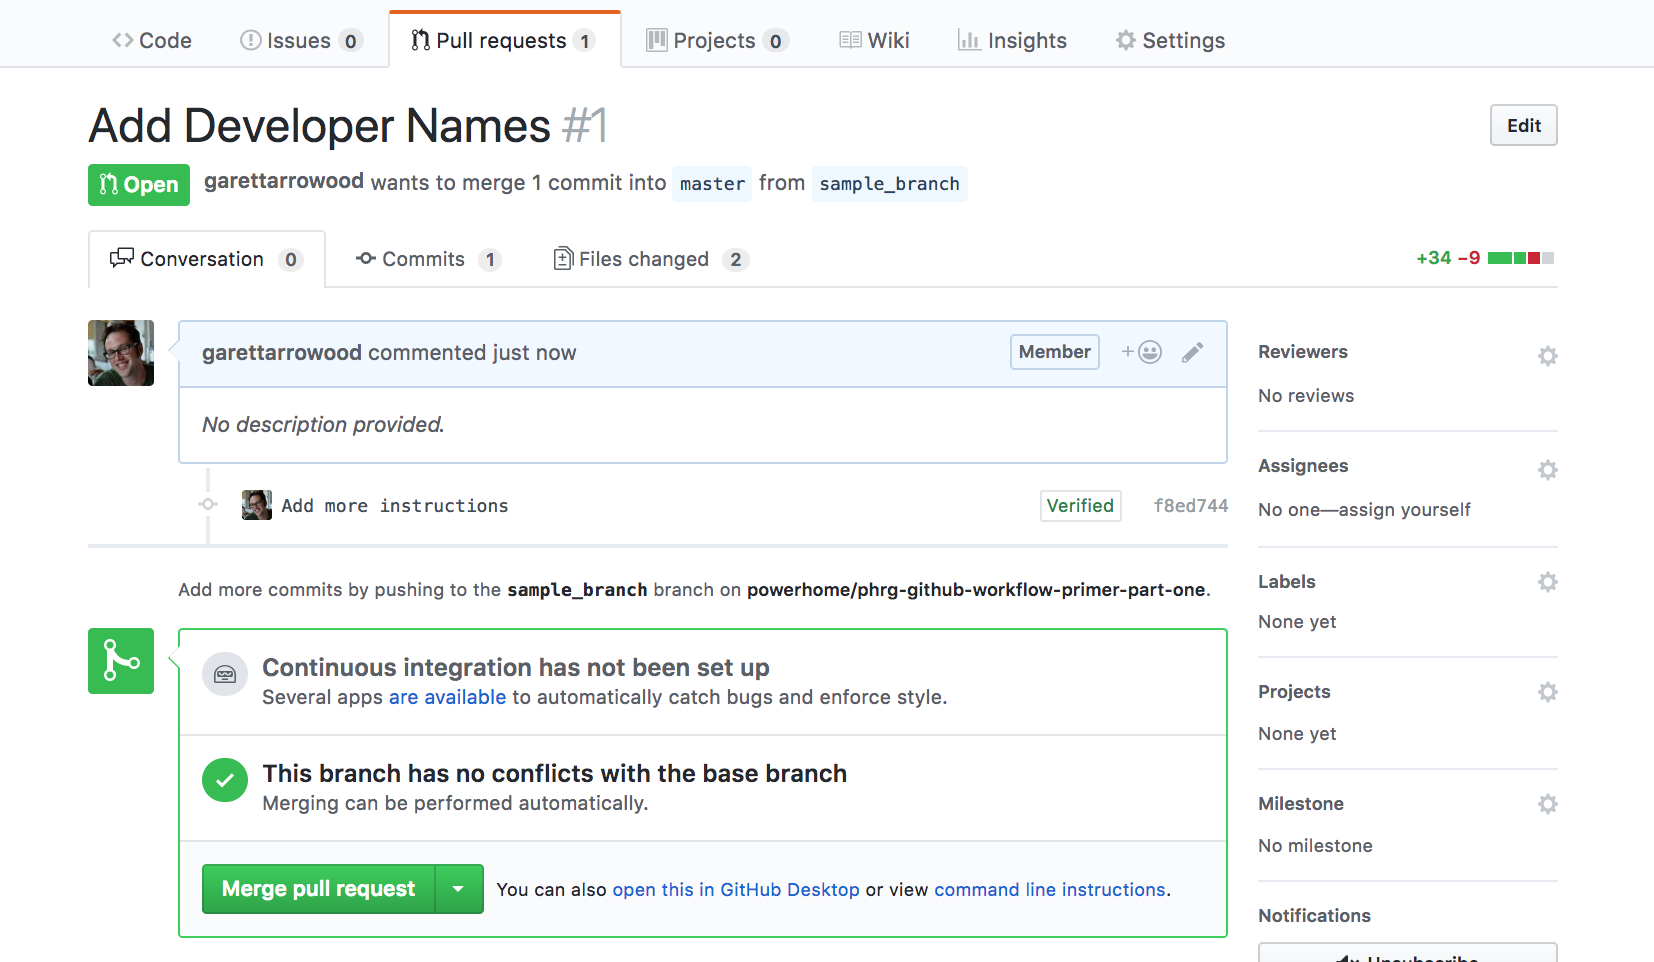 Code Issues 0 Pull requests 1 Projects 0 Wiki Insights Settings
Add Developer Names #1
Edit
Open garettarrowood wants to merge 1 commit into master from sample_branch
Conversation 0 Commits 1 Files changed 2
+34 −9
garettarrowood commented just now
Member
No description provided.
Add more instructions
Verified f8ed744
Add more commits by pushing to the sample_branch branch on powerhome/phrg-github-workflow-primer-part-one.
Continuous integration has not been set up
Several apps are available to automatically catch bugs and enforce style.
This branch has no conflicts with the base branch
Merging can be performed automatically.
Merge pull request
You can also open this in GitHub Desktop or view command line instructions.
Reviewers
No reviews
Assignees
No one—assign yourself
Labels
None yet
Projects
None yet
Milestone
No milestone
Notifications
Unsubscribe